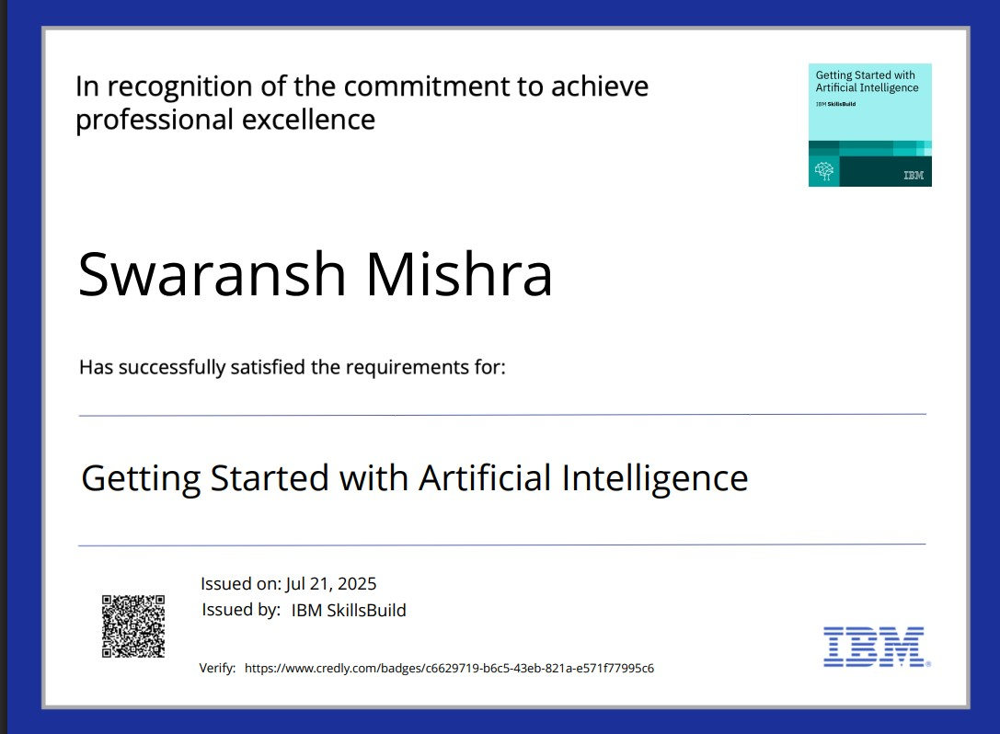 In recognition of the commitment to achieve
professional excellence
Getting Started with
Artificial Intelligence
IBM SkillsBuild
IBM
Swaransh Mishra
Has successfully satisfied the requirements for:
Getting Started with Artificial Intelligence
Issued on: Jul 21, 2025
Issued by: IBM SkillsBuild
Verify: https://www.credly.com/badges/c6629719-b6c5-43eb-821a-e571f77995c6
IBM®